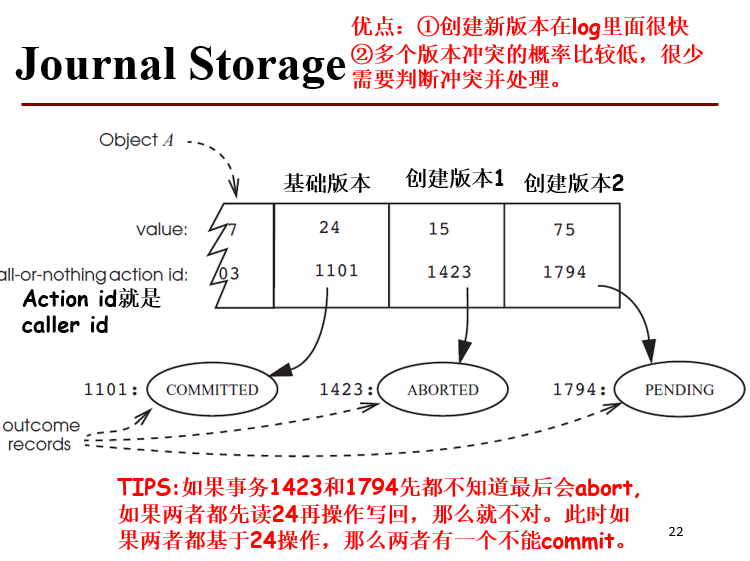 优点：①创建新版本在log里面很快
②多个版本冲突的概率比较低，很少
需要判断冲突并处理。
Journal Storage
Object A
基础版本 创建版本1 创建版本2
value: 7 24 15 75
all-or-nothing action id: 03 1101 1423 1794
Action id就是
caller id
1101: COMMITTED 1423: ABORTED 1794: PENDING
outcome
records
TIPS:如果事务1423和1794先都不知道最后会abort,
如果两者都先读24再操作写回，那么就不对。此时如
果两者都基于24操作，那么两者有一个不能commit。
22